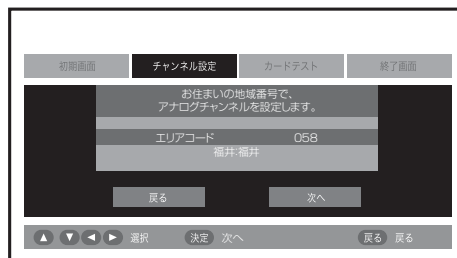 初期画面 チャンネル設定 カードテスト 終了画面
お住まいの地域番号で、
アナログチャンネルを設定します。
エリアコード 058
福井:福井
戻る 次へ
▲ ▼ ◀ ▶ 選択 決定 次へ 戻る 戻る